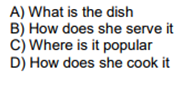 A) What is the dish
B) How does she serve it
C) Where is it popular
D) How does she cook it